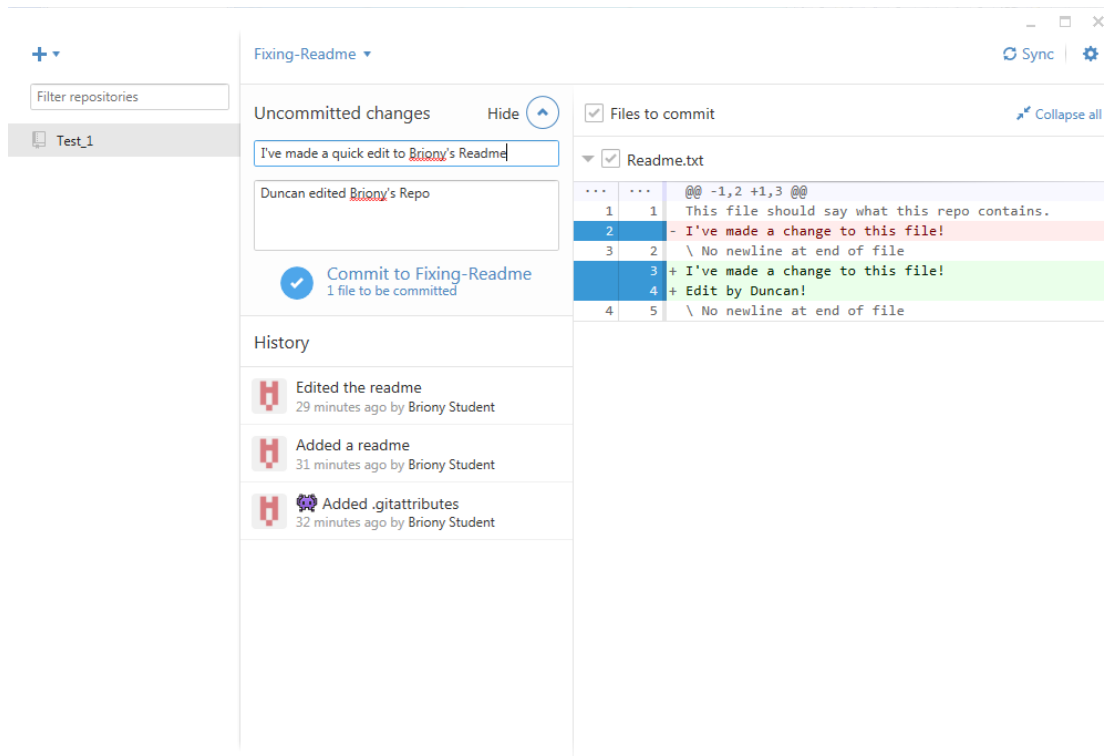 Fixing-Readme
Sync
Filter repositories
Test_1
Uncommitted changes
Hide
I've made a quick edit to Briony's Readme
Duncan edited Briony's Repo
Commit to Fixing-Readme
1 file to be committed
History
Edited the readme
29 minutes ago by Briony Student
Added a readme
31 minutes ago by Briony Student
Added .gitattributes
32 minutes ago by Briony Student
Files to commit
Collapse all
Readme.txt
... ... @@ -1,2 +1,3 @@
1 1 This file should say what this repo contains.
2 - I've made a change to this file!
3 2 \ No newline at end of file
3 + I've made a change to this file!
4 + Edit by Duncan!
4 5 \ No newline at end of file